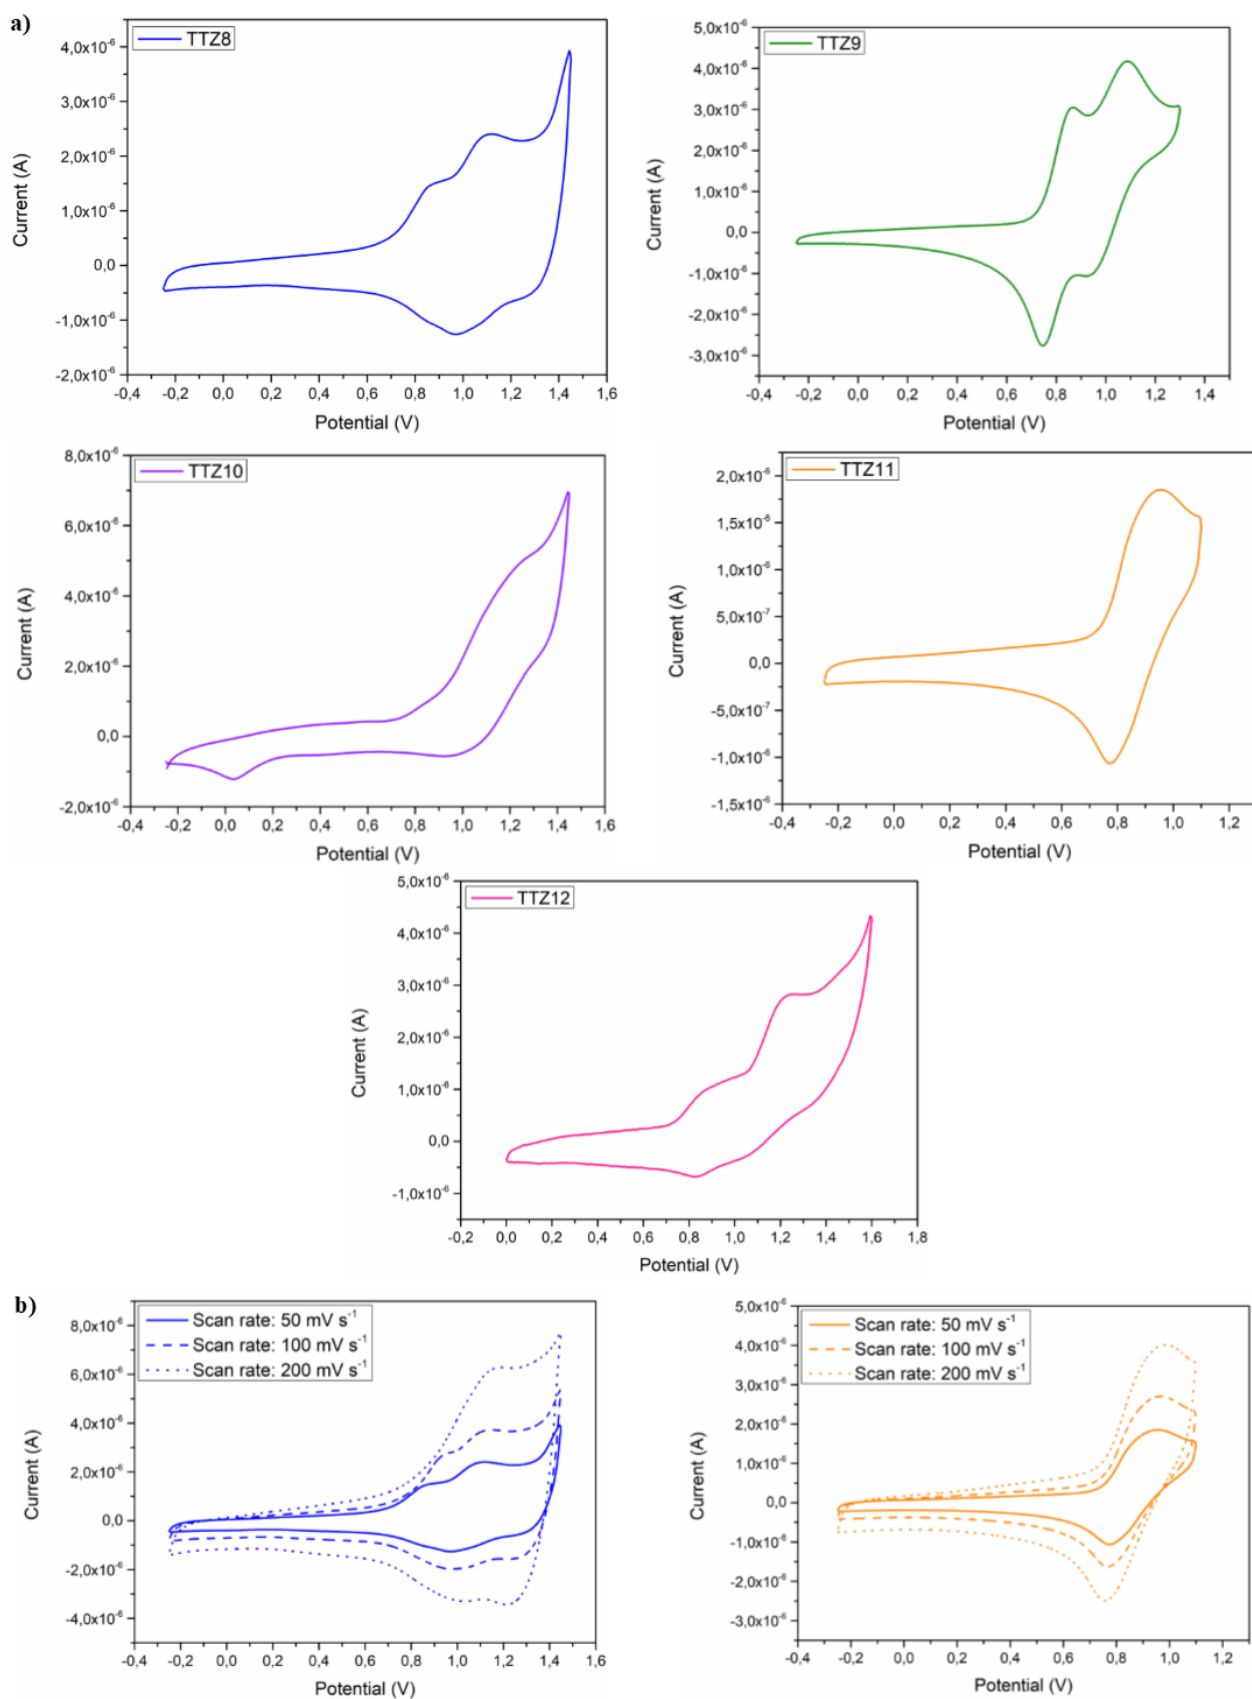 a)
TTZ8
4,0x10⁻⁶
3,0x10⁻⁶
2,0x10⁻⁶
1,0x10⁻⁶
0,0
-1,0x10⁻⁶
-2,0x10⁻⁶
Current (A)
-0,4 -0,2 0,0 0,2 0,4 0,6 0,8 1,0 1,2 1,4 1,6
Potential (V)
TTZ9
5,0x10⁻⁶
4,0x10⁻⁶
3,0x10⁻⁶
2,0x10⁻⁶
1,0x10⁻⁶
0,0
-1,0x10⁻⁶
-2,0x10⁻⁶
-3,0x10⁻⁶
Current (A)
-0,4 -0,2 0,0 0,2 0,4 0,6 0,8 1,0 1,2 1,4
Potential (V)
TTZ10
8,0x10⁻⁶
6,0x10⁻⁶
4,0x10⁻⁶
2,0x10⁻⁶
0,0
-2,0x10⁻⁶
Current (A)
-0,4 -0,2 0,0 0,2 0,4 0,6 0,8 1,0 1,2 1,4 1,6
Potential (V)
TTZ11
2,0x10⁻⁶
1,5x10⁻⁶
1,0x10⁻⁶
5,0x10⁻⁷
0,0
-5,0x10⁻⁷
-1,0x10⁻⁶
-1,5x10⁻⁶
Current (A)
-0,4 -0,2 0,0 0,2 0,4 0,6 0,8 1,0 1,2
Potential (V)
TTZ12
5,0x10⁻⁶
4,0x10⁻⁶
3,0x10⁻⁶
2,0x10⁻⁶
1,0x10⁻⁶
0,0
-1,0x10⁻⁶
Current (A)
-0,2 0,0 0,2 0,4 0,6 0,8 1,0 1,2 1,4 1,6 1,8
Potential (V)
b)
Scan rate: 50 mV s⁻¹
Scan rate: 100 mV s⁻¹
Scan rate: 200 mV s⁻¹
8,0x10⁻⁶
6,0x10⁻⁶
4,0x10⁻⁶
2,0x10⁻⁶
0,0
-2,0x10⁻⁶
-4,0x10⁻⁶
Current (A)
-0,4 -0,2 0,0 0,2 0,4 0,6 0,8 1,0 1,2 1,4 1,6
Potential (V)
Scan rate: 50 mV s⁻¹
Scan rate: 100 mV s⁻¹
Scan rate: 200 mV s⁻¹
5,0x10⁻⁶
4,0x10⁻⁶
3,0x10⁻⁶
2,0x10⁻⁶
1,0x10⁻⁶
0,0
-1,0x10⁻⁶
-2,0x10⁻⁶
-3,0x10⁻⁶
Current (A)
-0,4 -0,2 0,0 0,2 0,4 0,6 0,8 1,0 1,2
Potential (V)